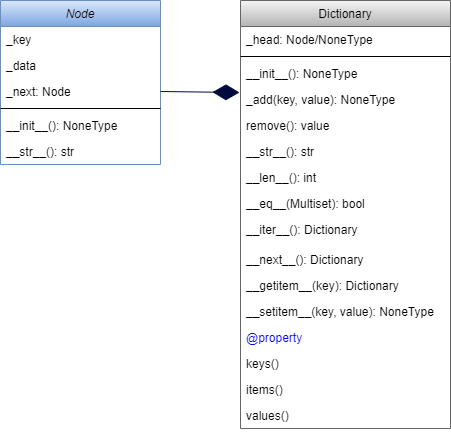 Node
_key
_data
_next: Node
__init__(): NoneType
__str__(): str
Dictionary
_head: Node/NoneType
__init__(): NoneType
_add(key, value): NoneType
remove(): value
__str__(): str
__len__(): int
__eq__(Multiset): bool
__iter__(): Dictionary
__next__(): Dictionary
__getitem__(key): Dictionary
__setitem__(key, value): NoneType
@property
keys()
items()
values()